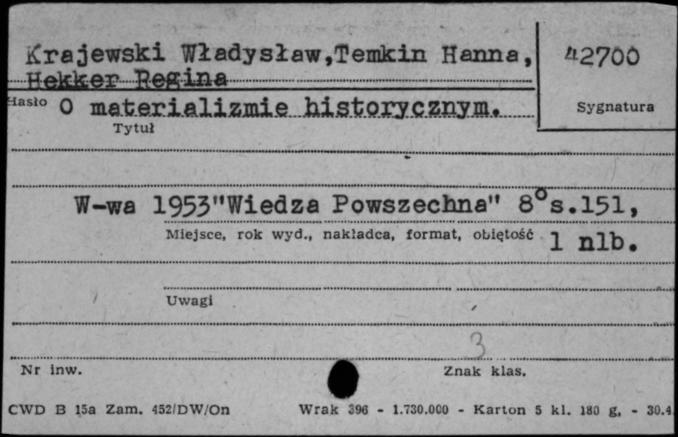 Krajewski Władysław,Temkin Hanna, 42700
Hekker Regina
Hasło O materializmie historycznym. Sygnatura
Tytuł
W-wa 1953"Wiedza Powszechna" 8°s.151,
Miejsce, rok wyd., nakładca, format, objętość 1 nlb.
Uwagi
3
Nr inw. Znak klas.
CWD B 15a Zam. 452/DW/On Wrak 396 - 1.730.000 - Karton 5 kl. 180 g, - 30.4